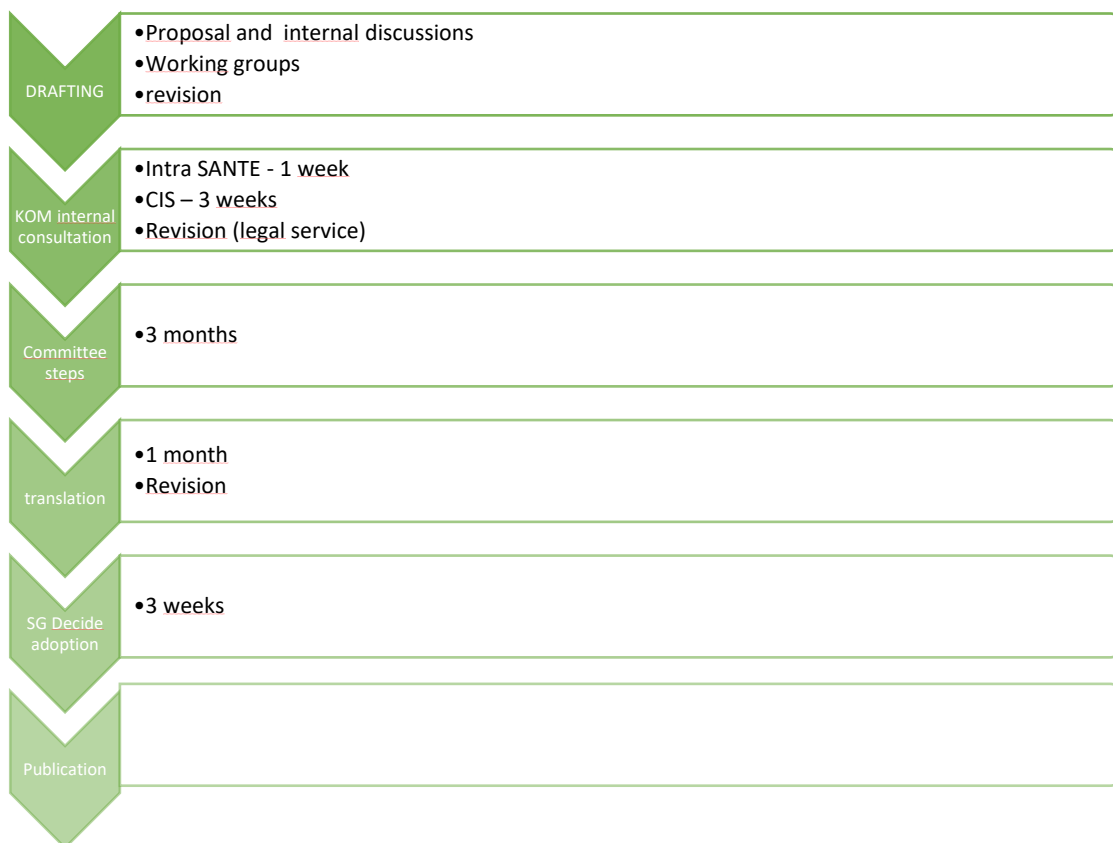 DRAFTING
•Proposal and internal discussions
•Working groups
•revision
KOM internal
consultation
•Intra SANTE - 1 week
•CIS – 3 weeks
•Revision (legal service)
Committee
steps
•3 months
translation
•1 month
•Revision
SG Decide
adoption
•3 weeks
Publication